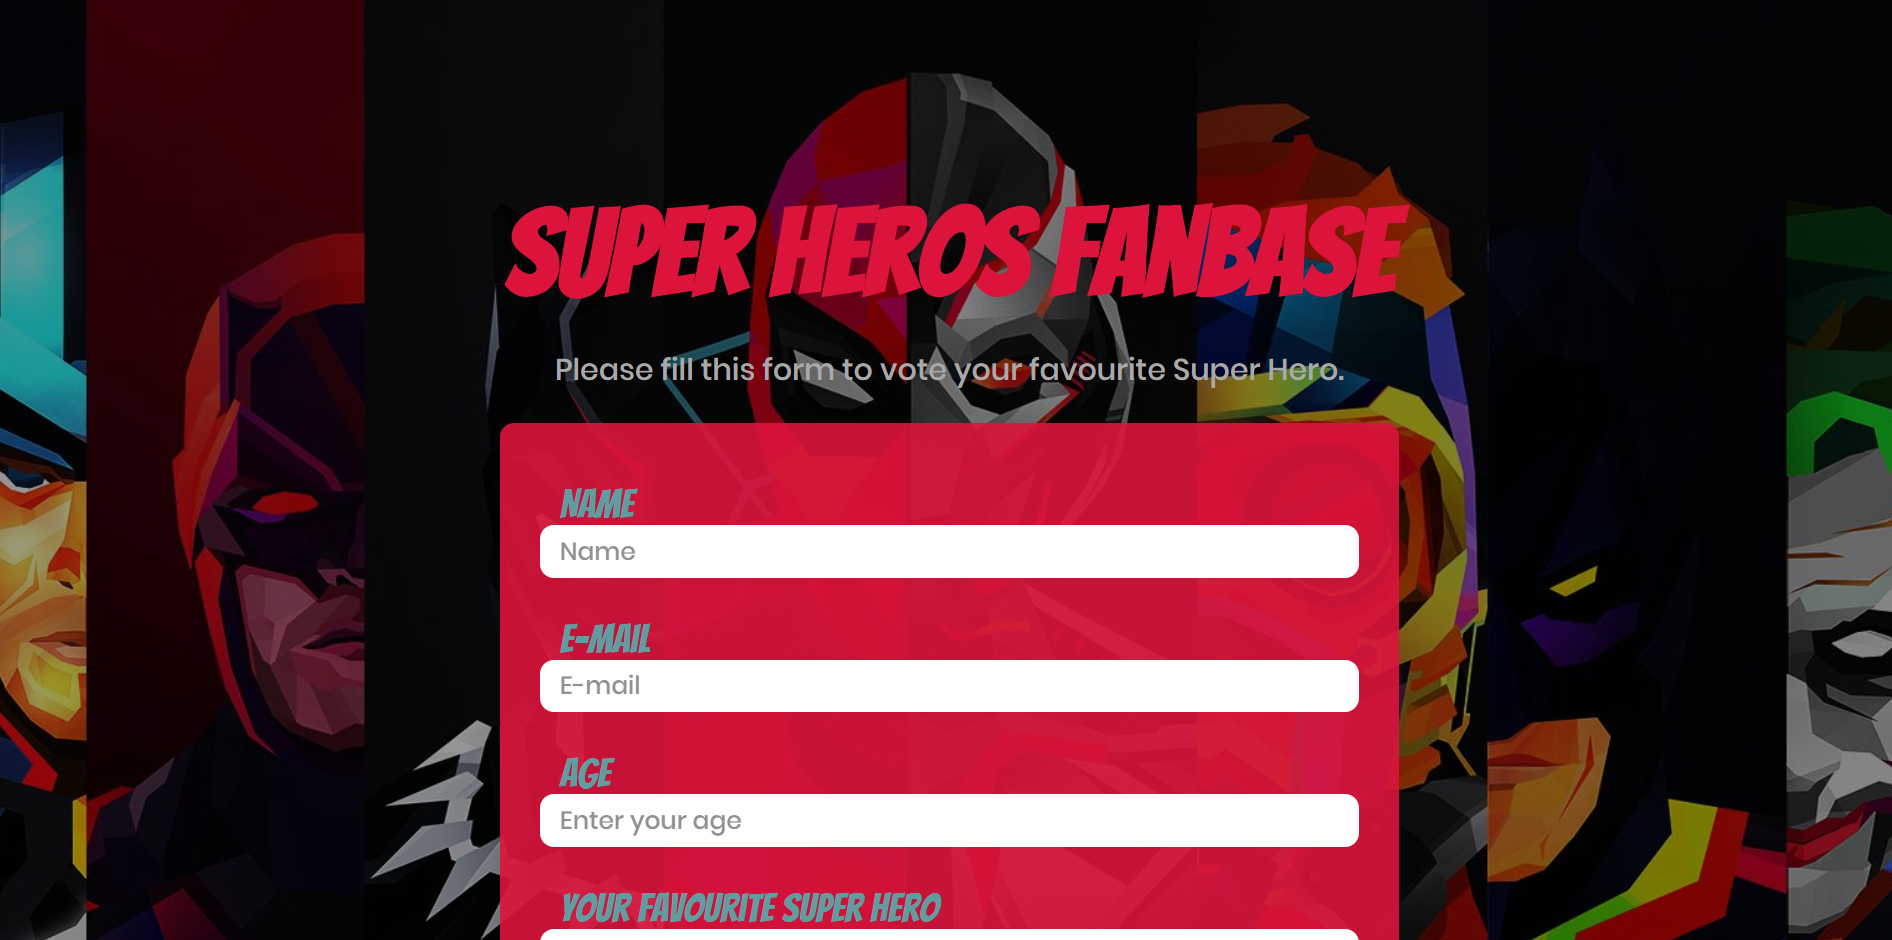 SUPER HEROS FANBASE
Please fill this form to vote your favourite Super Hero.
NAME
Name
E-MAIL
E-mail
AGE
Enter your age
YOUR FAVOURITE SUPER HERO